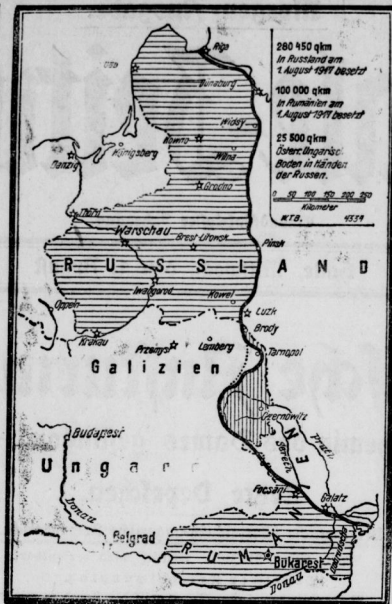 Riga
280 450 qkm
In Russland am
1. August 1917 besetzt
100 000 qkm
in Rumänien am
1. August 1917 besetzt
25 500 qkm
Österr. Ungarisch.
Boden in Händen
der Russen.
0 50 100 150 200 250
Kilometer
W.T.B. 4339
Dünaburg
Widsy
Kowno
Wilna
Königsberg
Danzig
Grodno
Thorn
Warschau
Brest-Litowsk
Pinsk
RUSSLAND
Iwangorod
Oppeln
Kowel
Luzk
Krakau
Przemysl
Lemberg
Brody
Tarnopol
Galizien
Czernowitz
Budapest
Pruth
Sereth
Ungarn
Focsani
Galatz
Donau
Belgrad
RUMÄNIEN
Bukarest
Donau